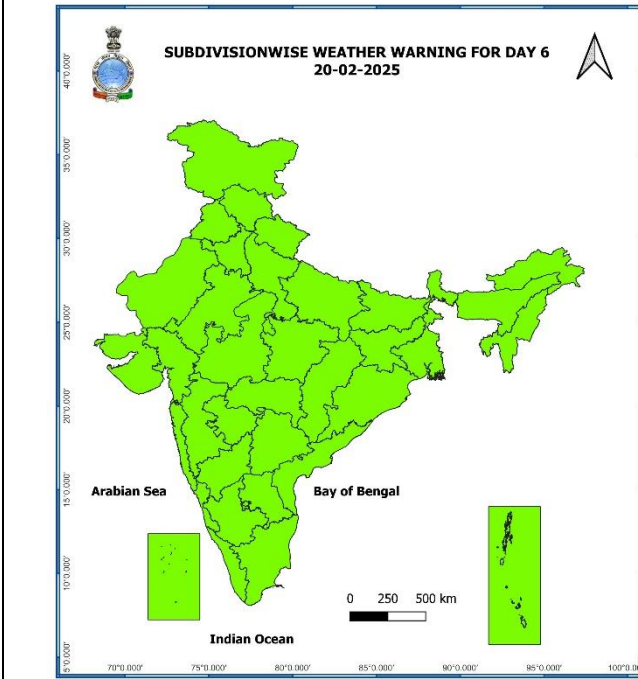 SUBDIVISIONWISE WEATHER WARNING FOR DAY 6
20-02-2025
40°0.000'
35°0.000'
30°0.000'
25°0.000'
20°0.000'
15°0.000'
10°0.000'
5°0.000'
Arabian Sea
Bay of Bengal
0 250 500 km
Indian Ocean
70°0.000' 75°0.000' 80°0.000' 85°0.000' 90°0.000' 95°0.000' 100°0.